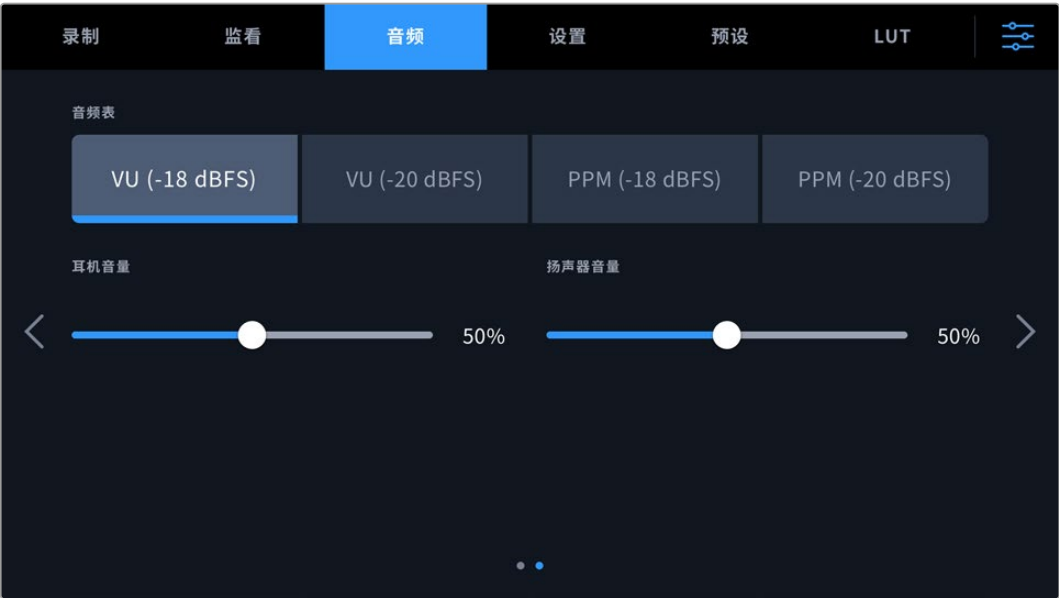 录制 监看 音频 设置 预设 LUT
音频表
VU (-18 dBFS) VU (-20 dBFS) PPM (-18 dBFS) PPM (-20 dBFS)
耳机音量 扬声器音量
50% 50%